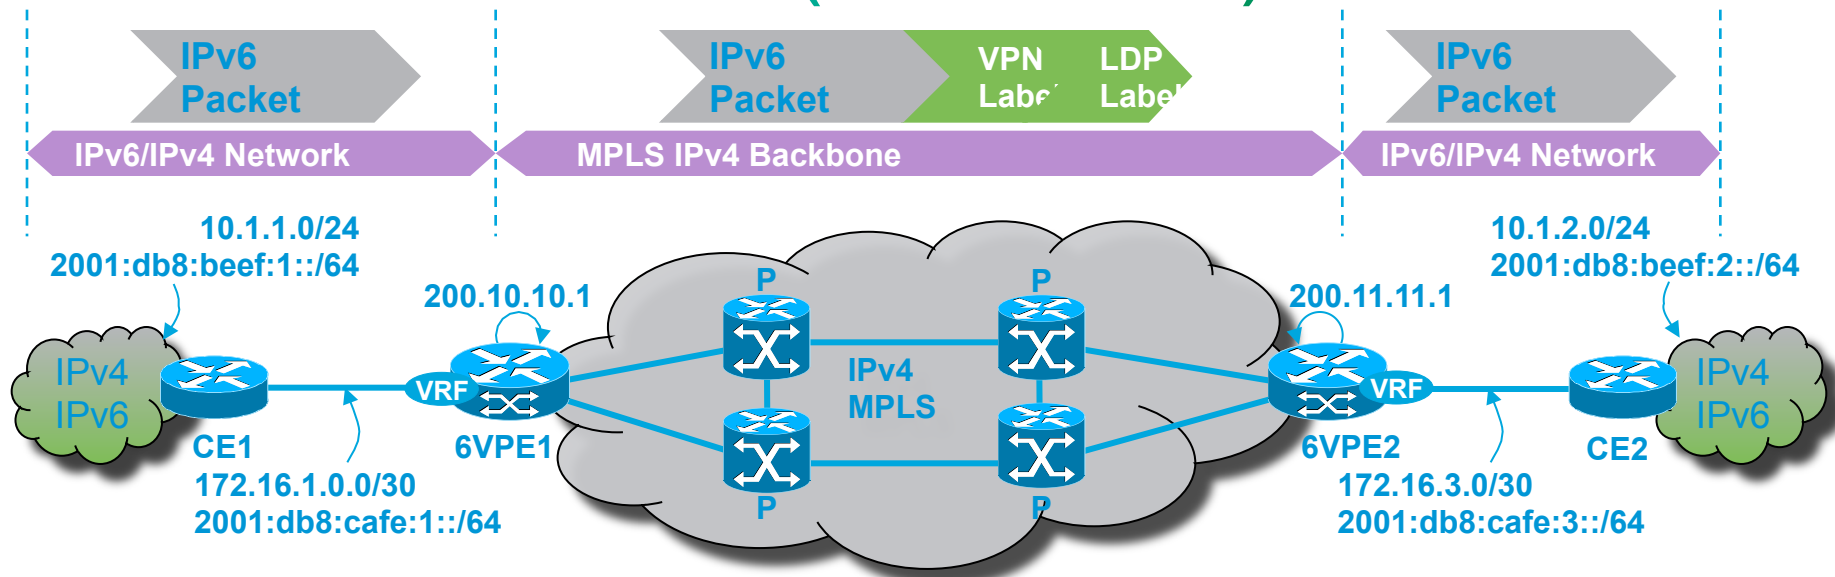 IPv6
Packet
IPv6
Packet
VPN
Label
LDP
Label
IPv6
Packet
IPv6/IPv4 Network
MPLS IPv4 Backbone
IPv6/IPv4 Network
10.1.1.0/24
2001:db8:beef:1::/64
10.1.2.0/24
2001:db8:beef:2::/64
200.10.10.1
200.11.11.1
P
P
IPv4
IPv6
VRF
IPv4
MPLS
VRF
IPv4
IPv6
CE1
6VPE1
6VPE2
CE2
P
P
172.16.1.0.0/30
2001:db8:cafe:1::/64
172.16.3.0/30
2001:db8:cafe:3::/64